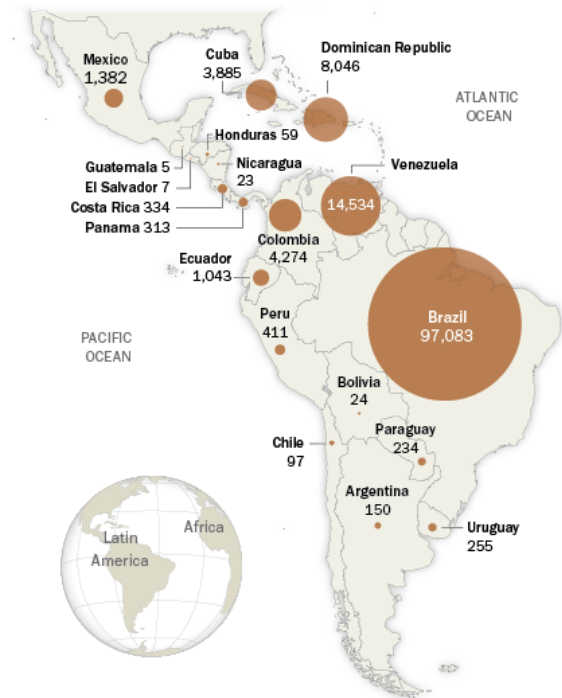 Mexico
1,382
Cuba
3,885
Dominican Republic
8,046
ATLANTIC
OCEAN
Honduras 59
Guatemala 5
Nicaragua
23
El Salvador 7
Costa Rica 334
Panama 313
Venezuela
14,534
Colombia
4,274
Ecuador
1,043
Brazil
97,083
Peru
411
PACIFIC
OCEAN
Bolivia
24
Paraguay
234
Chile
97
Argentina
150
Uruguay
255
Latin
America
Africa